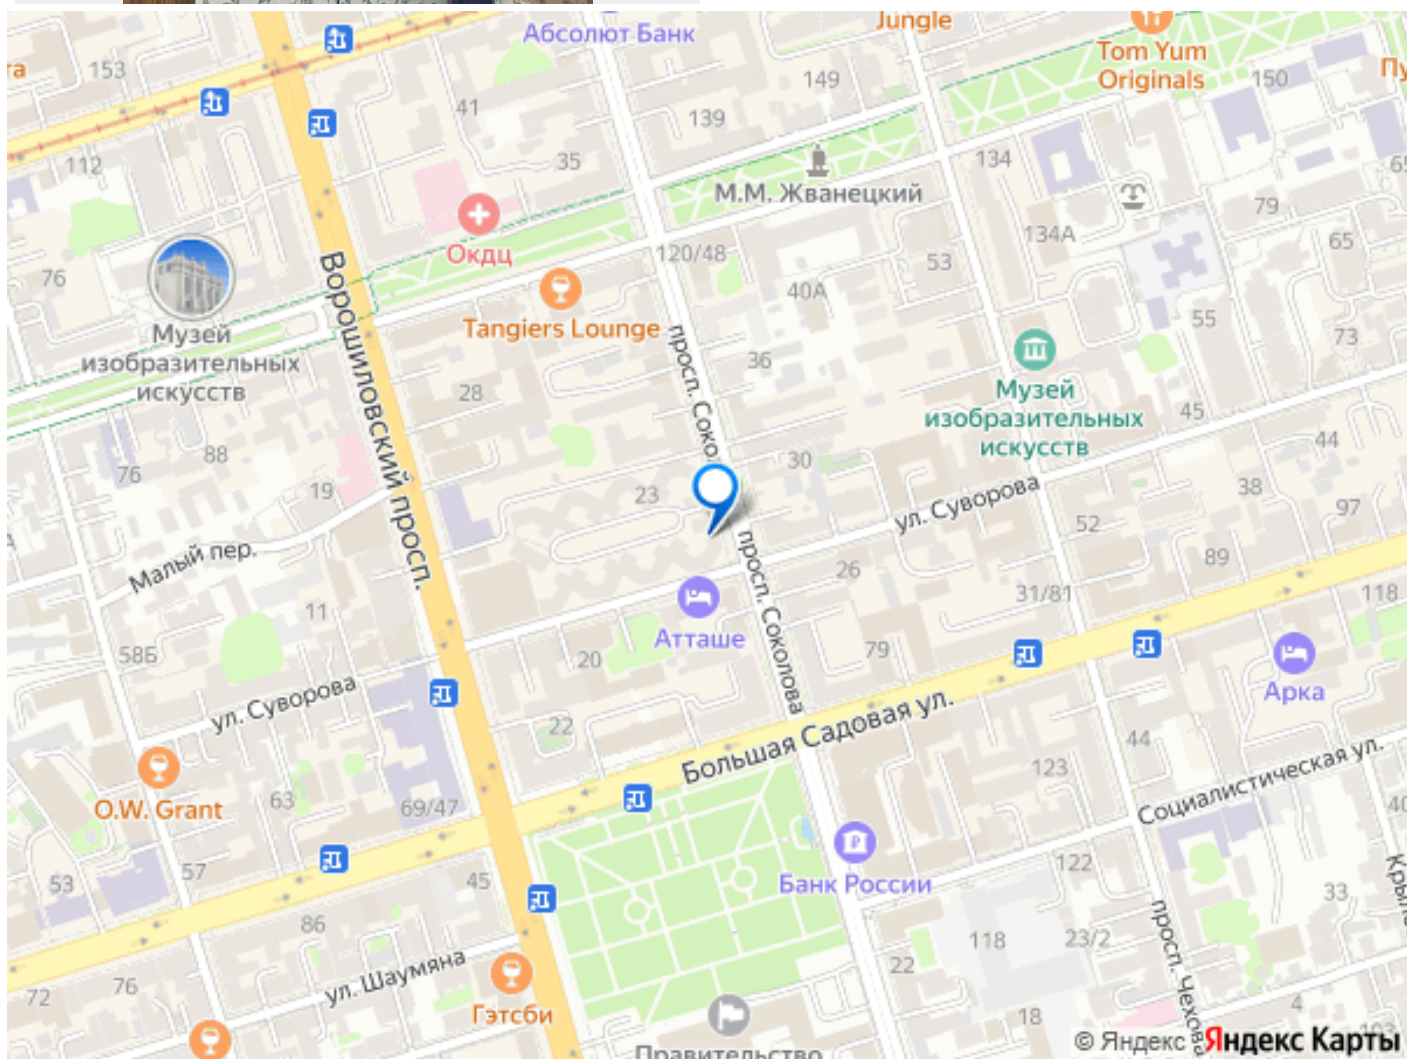 Абсолют Банк
Jungle
Tom Yum
Originals
153
41
149
150
139
112
35
134
М.М. Жванецкий
79
Окдц
134А
65
76
120/48
53
40А
Tangiers Lounge
Музей
изобразительных
искусств
Ворошиловский просп.
просп. Соко
36
55
73
28
Музей
изобразительных
искусств
45
44
88
76
19
23
30
38
97
ул. Суворова
52
Малый пер.
просп. Соколова
26
89
31/81
118
11
Атташе
58Б
20
79
Арка
ул. Суворова
22
Большая Садовая ул.
44
123
Социалистическая ул.
O.W. Grant
63
69/47
57
53
45
Банк России
122
33
86
118
23/2
просп. Чехова
22
ул. Шаумяна
76
72
Гэтсби
18
4
Правительство
© Яндекс Яндекс Карты